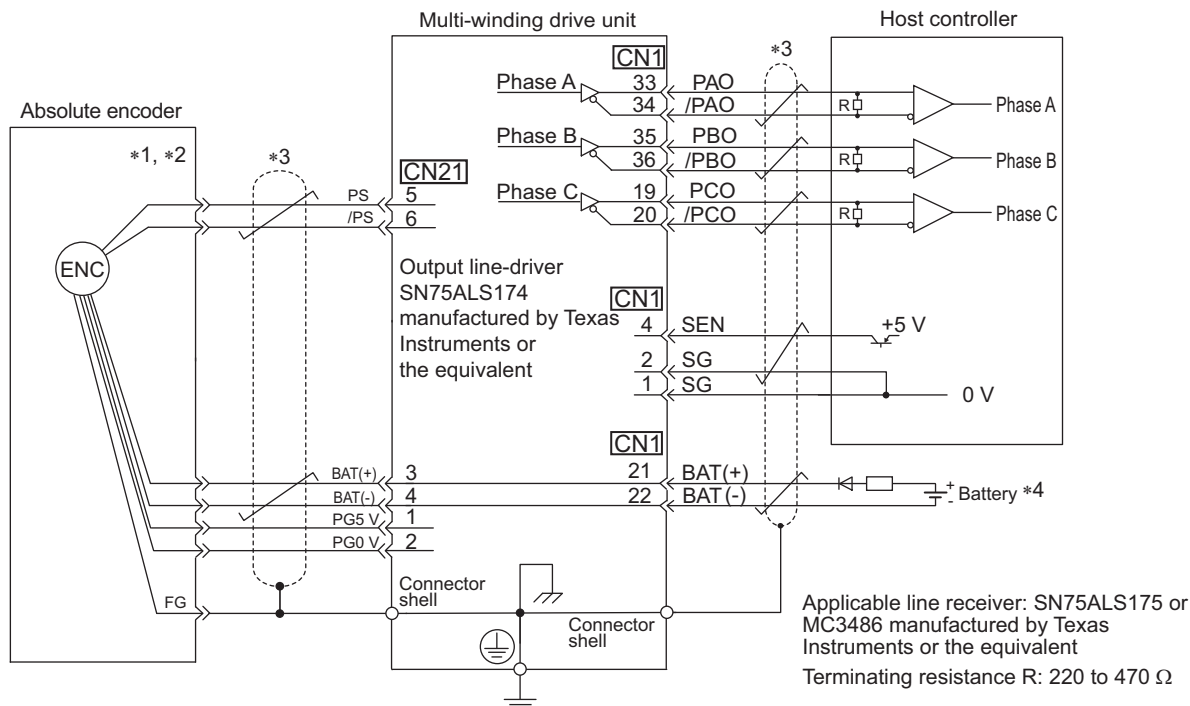 Multi-winding drive unit
Host controller
Absolute encoder
*1, *2
*3
ENC
PS
/PS
CN21
5
6
Phase A
Phase B
Phase C
CN1
33
34
35
36
19
20
PAO
/PAO
PBO
/PBO
PCO
/PCO
*3
R
R
R
Phase A
Phase B
Phase C
Output line-driver
SN75ALS174
manufactured by Texas
Instruments or
the equivalent
CN1
4 SEN
2 SG
1 SG
+5 V
0 V
CN1
21 BAT(+)
22 BAT(-)
+
-
Battery *4
BAT(+) 3
BAT(-) 4
PG5 V 1
PG0 V 2
FG
Connector
shell
Connector
shell
Applicable line receiver: SN75ALS175 or
MC3486 manufactured by Texas
Instruments or the equivalent
Terminating resistance R: 220 to 470 Ω